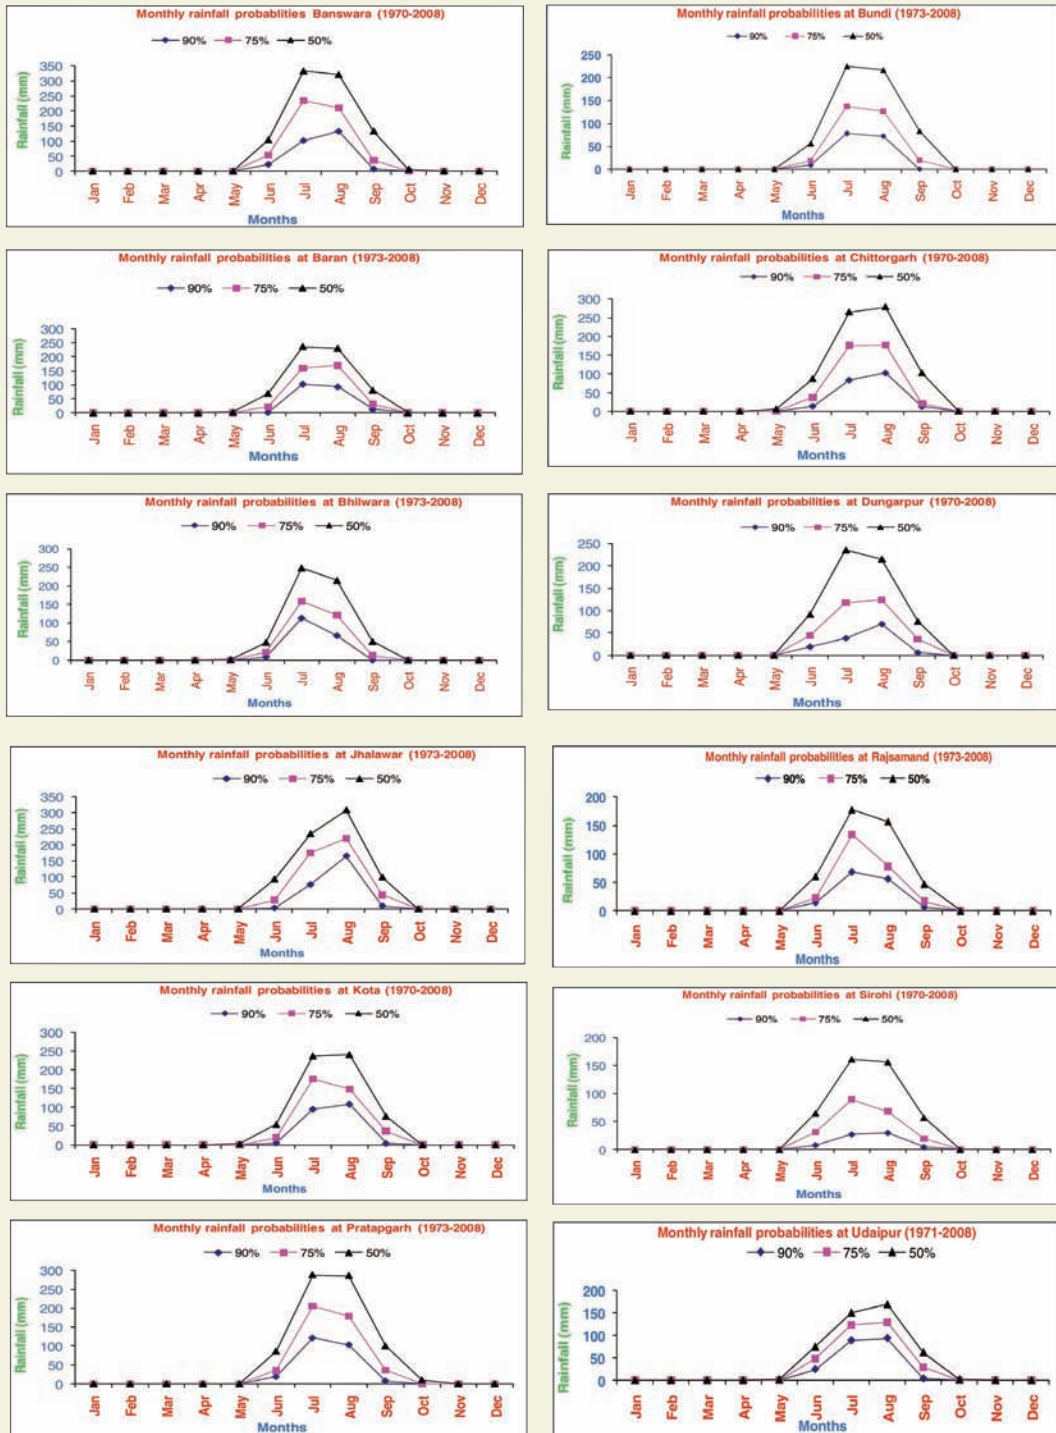 Monthly rainfall probablities Banswara (1970-2008)
90% 75% 50%
Rainfall (mm)
350
300
250
200
150
100
50
0
Jan Feb Mar Apr May Jun Jul Aug Sep Oct Nov Dec
Months
Monthly rainfall probabilities at Bundi (1973-2008)
90% 75% 50%
Rainfall (mm)
250
200
150
100
50
0
Jan Feb Mar Apr May Jun Jul Aug Sep Oct Nov Dec
Months
Monthly rainfall probabilities at Baran (1973-2008)
90% 75% 50%
Rainfall (mm)
300
250
200
150
100
50
0
Jan Feb Mar Apr May Jun Jul Aug Sep Oct Nov Dec
Months
Monthly rainfall probabilities at Chittorgarh (1970-2008)
90% 75% 50%
Rainfall (mm)
300
250
200
150
100
50
0
Jan Feb Mar Apr May Jun Jul Aug Sep Oct Nov Dec
Months
Monthly rainfall probabilities at Bhilwara (1973-2008)
90% 75% 50%
Rainfall (mm)
300
250
200
150
100
50
0
Jan Feb Mar Apr May Jun Jul Aug Sep Oct Nov Dec
Monthly rainfall probabilities at Dungarpur (1970-2008)
90% 75% 50%
Rainfall (mm)
250
200
150
100
50
0
Jan Feb Mar Apr May Jun Jul Aug Sep Oct Nov Dec
Monthly rainfall probabilities at Jhalawar (1973-2008)
90% 75% 50%
Rainfall (mm)
350
300
250
200
150
100
50
0
Jan Feb Mar Apr May Jun Jul Aug Sep Oct Nov Dec
Months
Monthly rainfall probabilities at Rajsamand (1973-2008)
90% 75% 50%
Rainfall (mm)
200
150
100
50
0
Jan Feb Mar Apr May Jun Jul Aug Sep Oct Nov Dec
Months
Monthly rainfall probabilities at Kota (1970-2008)
90% 75% 50%
Rainfall (mm)
300
250
200
150
100
50
0
Jan Feb Mar Apr May Jun Jul Aug Sep Oct Nov Dec
Months
Monthly rainfall probabilities at Sirohi (1970-2008)
90% 75% 50%
Rainfall (mm)
200
150
100
50
0
Jan Feb Mar Apr May Jun Jul Aug Sep Oct Nov Dec
Months
Monthly rainfall probabilities at Pratapgarh (1973-2008)
90% 75% 50%
Rainfall (mm)
300
250
200
150
100
50
0
Jan Feb Mar Apr May Jun Jul Aug Sep Oct Nov Dec
Months
Monthly rainfall probabilities at Udaipur (1971-2008)
90% 75% 50%
Rainfall (mm)
200
150
100
50
0
Jan Feb Mar Apr May Jun Jul Aug Sep Oct Nov Dec
Months